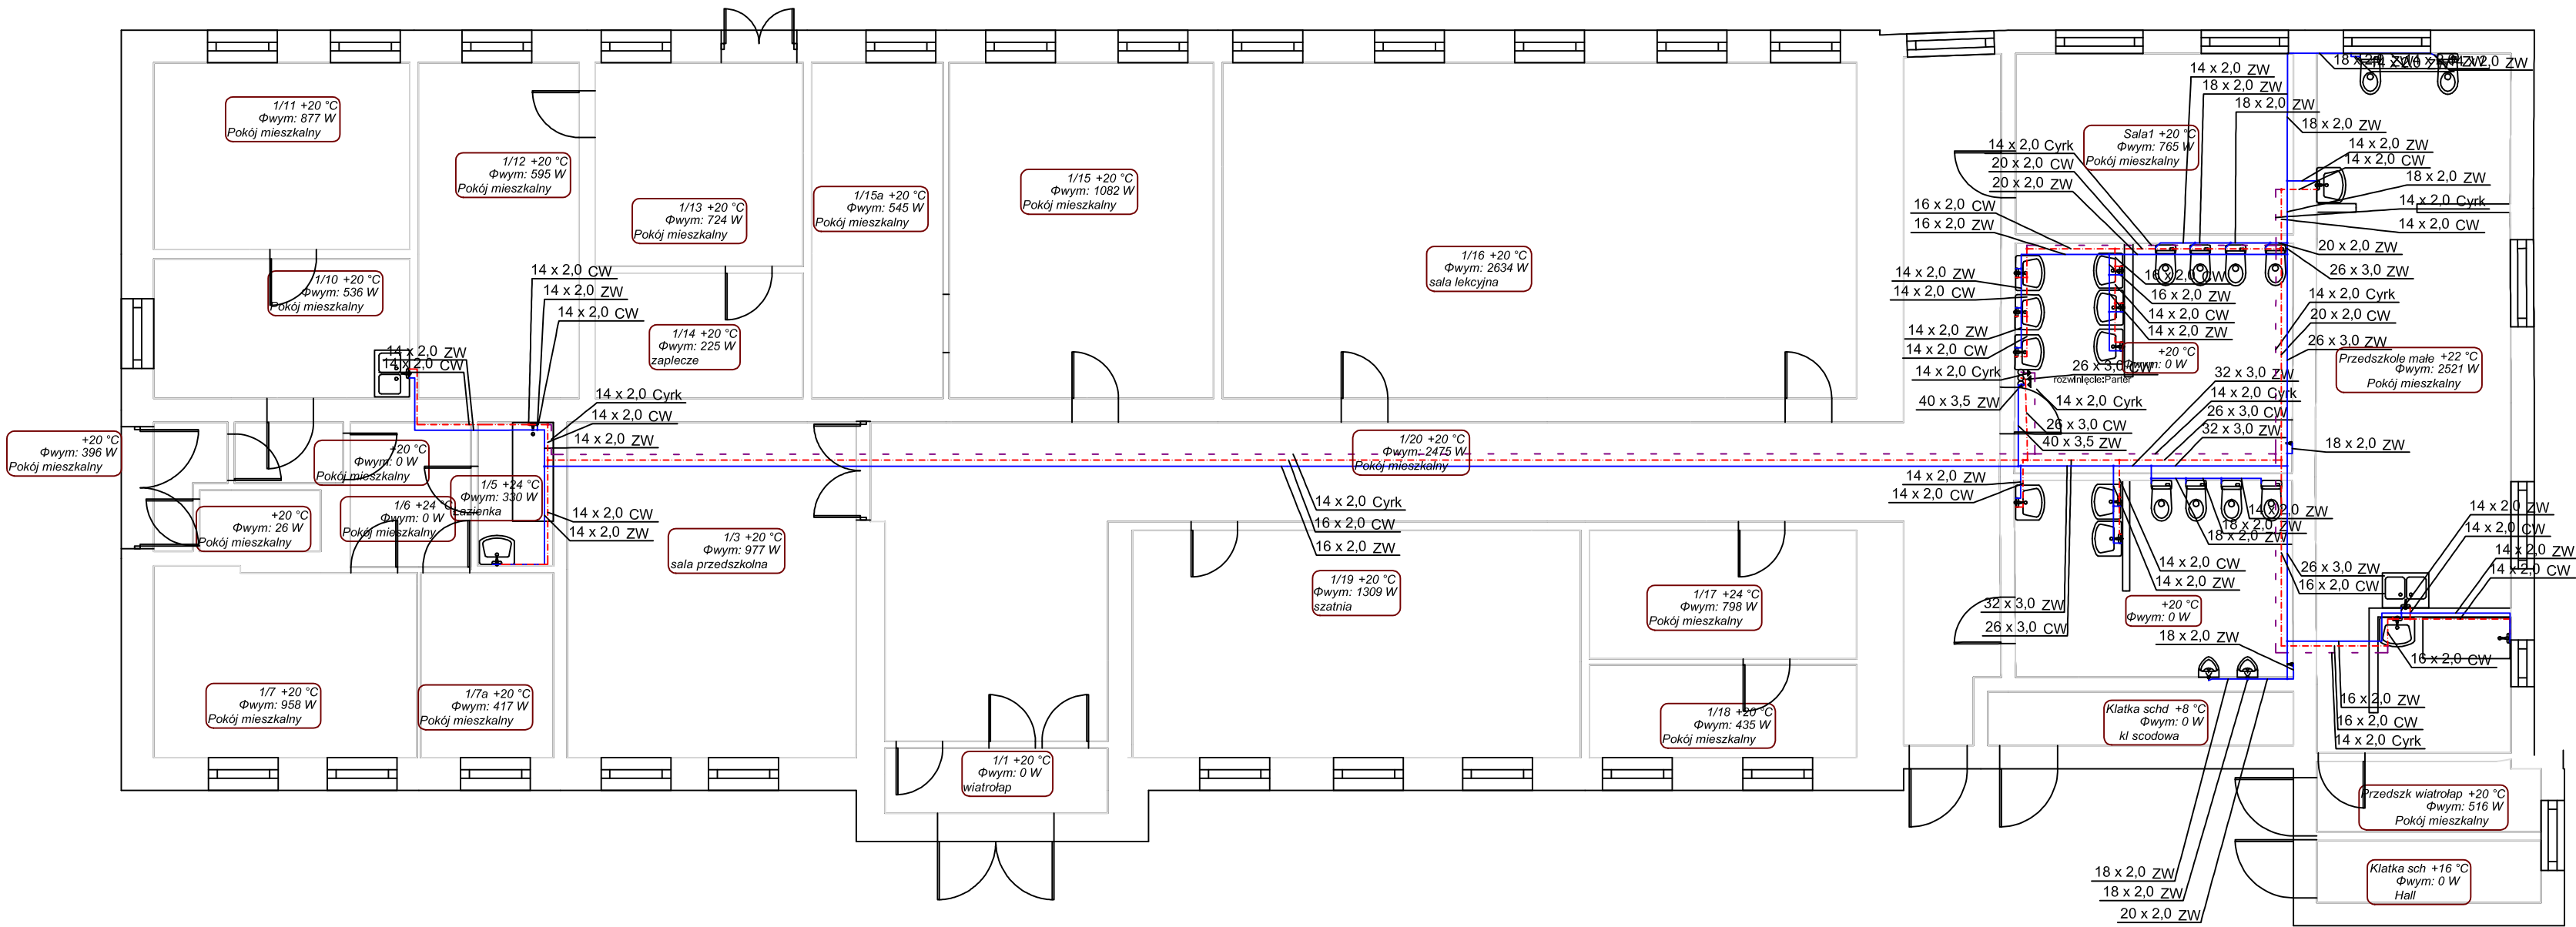 1/11 +20 °C
Φwym: 877 W
Pokój mieszkalny
1/12 +20 °C
Φwym: 595 W
Pokój mieszkalny
1/13 +20 °C
Φwym: 724 W
Pokój mieszkalny
1/15a +20 °C
Φwym: 545 W
Pokój mieszkalny
1/15 +20 °C
Φwym: 1082 W
Pokój mieszkalny
1/16 +20 °C
Φwym: 2634 W
sala lekcyjna
1/10 +20 °C
Φwym: 536 W
Pokój mieszkalny
1/14 +20 °C
Φwym: 225 W
zaplecze
14 x 2,0 CW
14 x 2,0 ZW
14 x 2,0 CW
14 x 2,0 ZW
14 x 2,0 CW
14 x 2,0 Cyrk
14 x 2,0 CW
14 x 2,0 ZW
+20 °C
Φwym: 396 W
Pokój mieszkalny
+20 °C
Φwym: 0 W
Pokój mieszkalny
1/5 +24 °C
Φwym: 330 W
Łazienka
1/6 +24 °C
Φwym: 0 W
Pokój mieszkalny
+20 °C
Φwym: 26 W
Pokój mieszkalny
14 x 2,0 CW
14 x 2,0 ZW
1/3 +20 °C
Φwym: 977 W
sala przedszkolna
1/20 +20 °C
Φwym: 2475 W
Pokój mieszkalny
14 x 2,0 Cyrk
16 x 2,0 CW
16 x 2,0 ZW
1/19 +20 °C
Φwym: 1309 W
szatnia
1/17 +24 °C
Φwym: 798 W
Pokój mieszkalny
1/18 +20 °C
Φwym: 435 W
Pokój mieszkalny
1/7 +20 °C
Φwym: 958 W
Pokój mieszkalny
1/7a +20 °C
Φwym: 417 W
Pokój mieszkalny
1/1 +20 °C
Φwym: 0 W
wiatrołap
14 x 2,0 ZW
18 x 2,0 ZW
18 x 2,0 ZW
18 x 2,0 ZW
Sala1 +20 °C
Φwym: 765 W
Pokój mieszkalny
14 x 2,0 Cyrk
20 x 2,0 CW
20 x 2,0 ZW
16 x 2,0 CW
16 x 2,0 ZW
14 x 2,0 ZW
14 x 2,0 CW
18 x 2,0 ZW
14 x 2,0 Cyrk
14 x 2,0 CW
20 x 2,0 ZW
26 x 3,0 ZW
14 x 2,0 Cyrk
20 x 2,0 CW
26 x 3,0 ZW
14 x 2,0 ZW
14 x 2,0 CW
14 x 2,0 ZW
14 x 2,0 CW
14 x 2,0 Cyrk
40 x 3,5 ZW
16 x 2,0 CW
16 x 2,0 ZW
14 x 2,0 CW
14 x 2,0 ZW
+20 °C
Φwym: 0 W
26 x 3,0 CW
rozwinięcie:Parter
14 x 2,0 Cyrk
26 x 3,0 CW
40 x 3,5 ZW
32 x 3,0 ZW
14 x 2,0 Cyrk
26 x 3,0 CW
32 x 3,0 ZW
18 x 2,0 ZW
Przedszkole małe +22 °C
Φwym: 2521 W
Pokój mieszkalny
14 x 2,0 ZW
14 x 2,0 CW
14 x 2,0 ZW
18 x 2,0 ZW
18 x 2,0 ZW
14 x 2,0 CW
14 x 2,0 ZW
26 x 3,0 ZW
16 x 2,0 CW
14 x 2,0 ZW
14 x 2,0 CW
14 x 2,0 ZW
14 x 2,0 CW
32 x 3,0 ZW
26 x 3,0 CW
+20 °C
Φwym: 0 W
18 x 2,0 ZW
16 x 2,0 CW
16 x 2,0 ZW
16 x 2,0 CW
14 x 2,0 Cyrk
Klatka schd +8 °C
Φwym: 0 W
kl scodowa
Przedszk wiatrołap +20 °C
Φwym: 516 W
Pokój mieszkalny
Klatka sch +16 °C
Φwym: 0 W
Hall
18 x 2,0 ZW
18 x 2,0 ZW
20 x 2,0 ZW